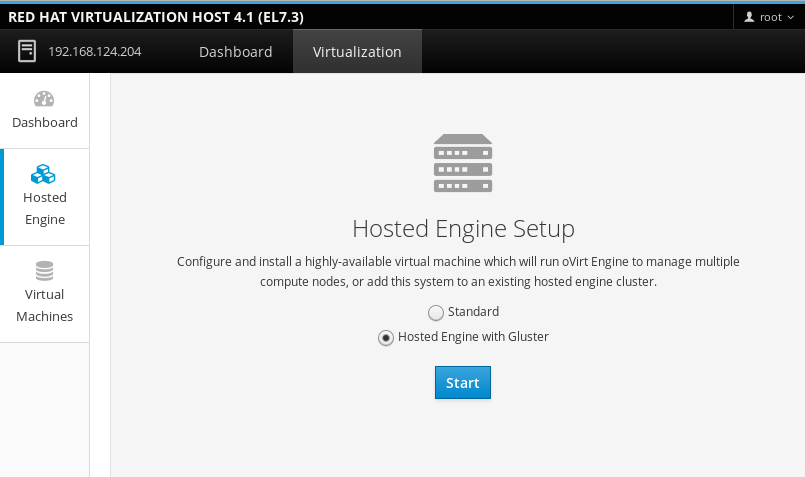 RED HAT VIRTUALIZATION HOST 4.1 (EL7.3)
root
192.168.124.204
Dashboard
Virtualization
Dashboard
Hosted
Engine
Virtual
Machines
Hosted Engine Setup
Configure and install a highly-available virtual machine which will run oVirt Engine to manage multiple
compute nodes, or add this system to an existing hosted engine cluster.
Standard
Hosted Engine with Gluster
Start